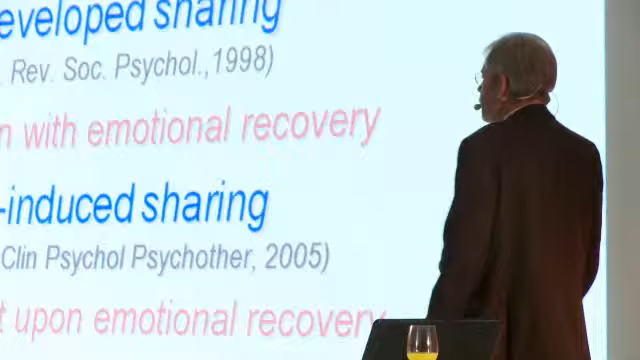 eveloped sharing
. Rev. Soc. Psychol.,1998)
n with emotional recovery
-induced sharing
Clin Psychol Psychother, 2005)
t upon emotional recovery